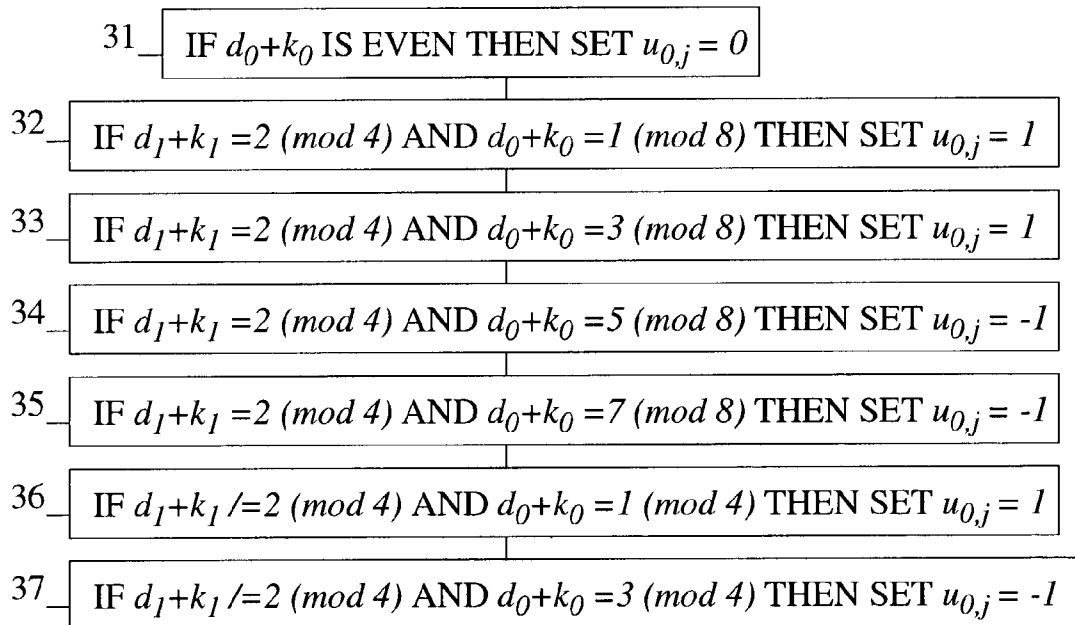 31 IF d₀+k₀ IS EVEN THEN SET u₀,ⱼ = 0
32 IF d₁+k₁ =2 (mod 4) AND d₀+k₀ =1 (mod 8) THEN SET u₀,ⱼ = 1
33 IF d₁+k₁ =2 (mod 4) AND d₀+k₀ =3 (mod 8) THEN SET u₀,ⱼ = 1
34 IF d₁+k₁ =2 (mod 4) AND d₀+k₀ =5 (mod 8) THEN SET u₀,ⱼ = -1
35 IF d₁+k₁ =2 (mod 4) AND d₀+k₀ =7 (mod 8) THEN SET u₀,ⱼ = -1
36 IF d₁+k₁ /=2 (mod 4) AND d₀+k₀ =1 (mod 4) THEN SET u₀,ⱼ = 1
37 IF d₁+k₁ /=2 (mod 4) AND d₀+k₀ =3 (mod 4) THEN SET u₀,ⱼ = -1